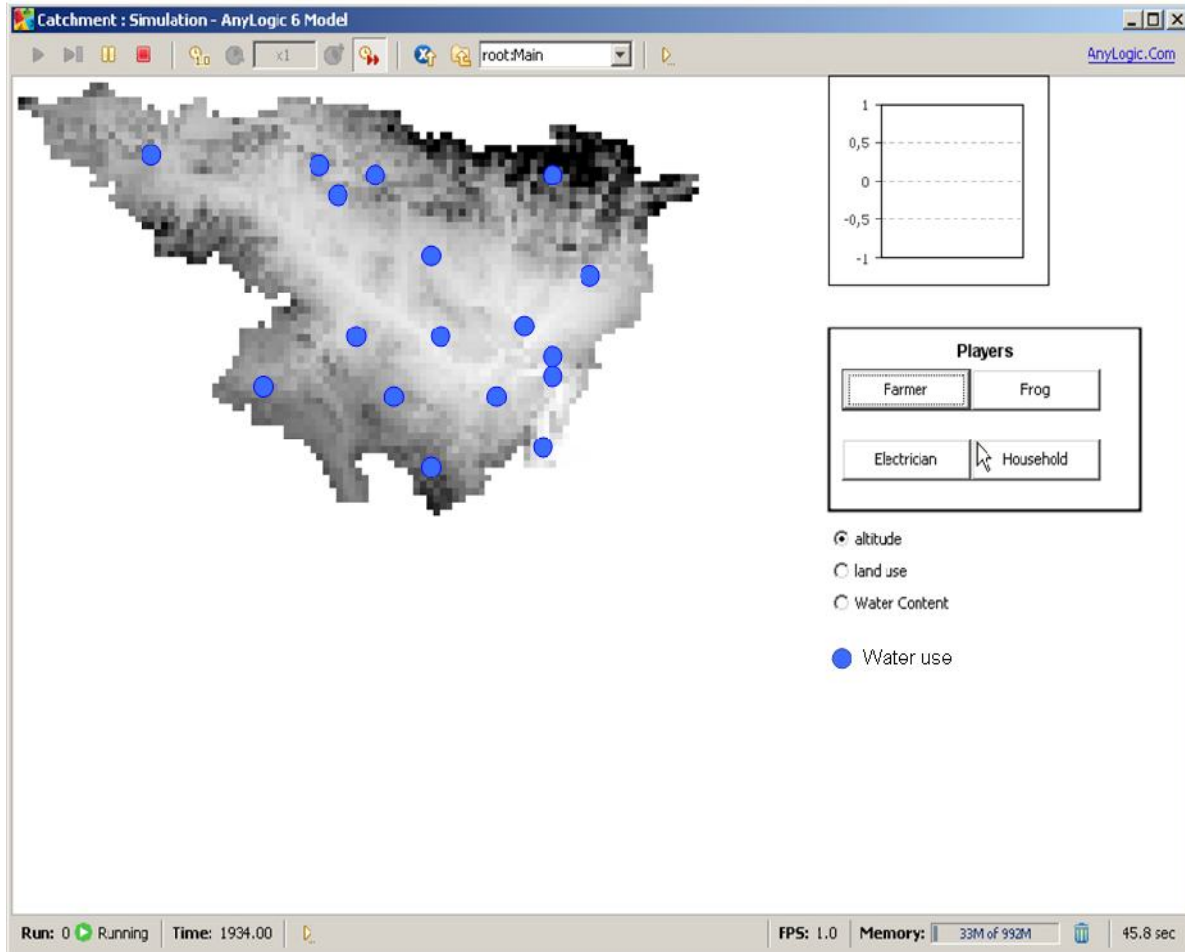 Catchment : Simulation - AnyLogic 6 Model
x1 root:Main AnyLogic.Com
1
0,5
0
-0,5
-1
Players
Farmer Frog
Electrician Household
altitude
land use
Water Content
Water use
Run: 0 Running Time: 1934.00 FPS: 1.0 Memory: 33M of 992M 45.8 sec